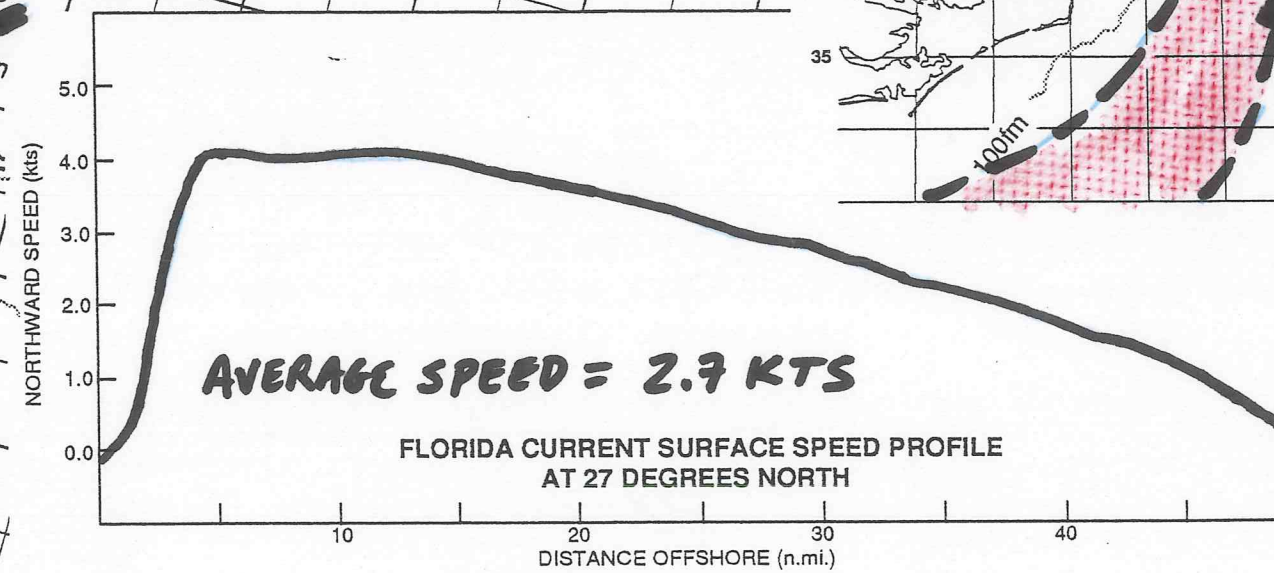 35
100fm
NORTHWARD SPEED (kts)
5.0
4.0
3.0
2.0
1.0
0.0
AVERAGE SPEED = 2.7 KTS
FLORIDA CURRENT SURFACE SPEED PROFILE
AT 27 DEGREES NORTH
10 20 30 40
DISTANCE OFFSHORE (n.mi.)